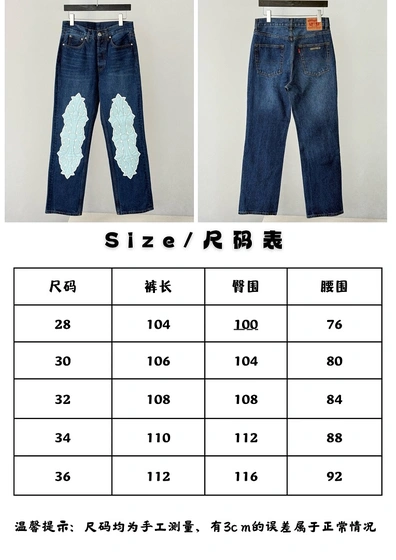 Size/尺码表
尺码 裤长 臀围 腰围
28 104 100 76
30 106 104 80
32 108 108 84
34 110 112 88
36 112 116 92
温馨提示：尺码均为手工测量、有3cm的误差属于正常情况